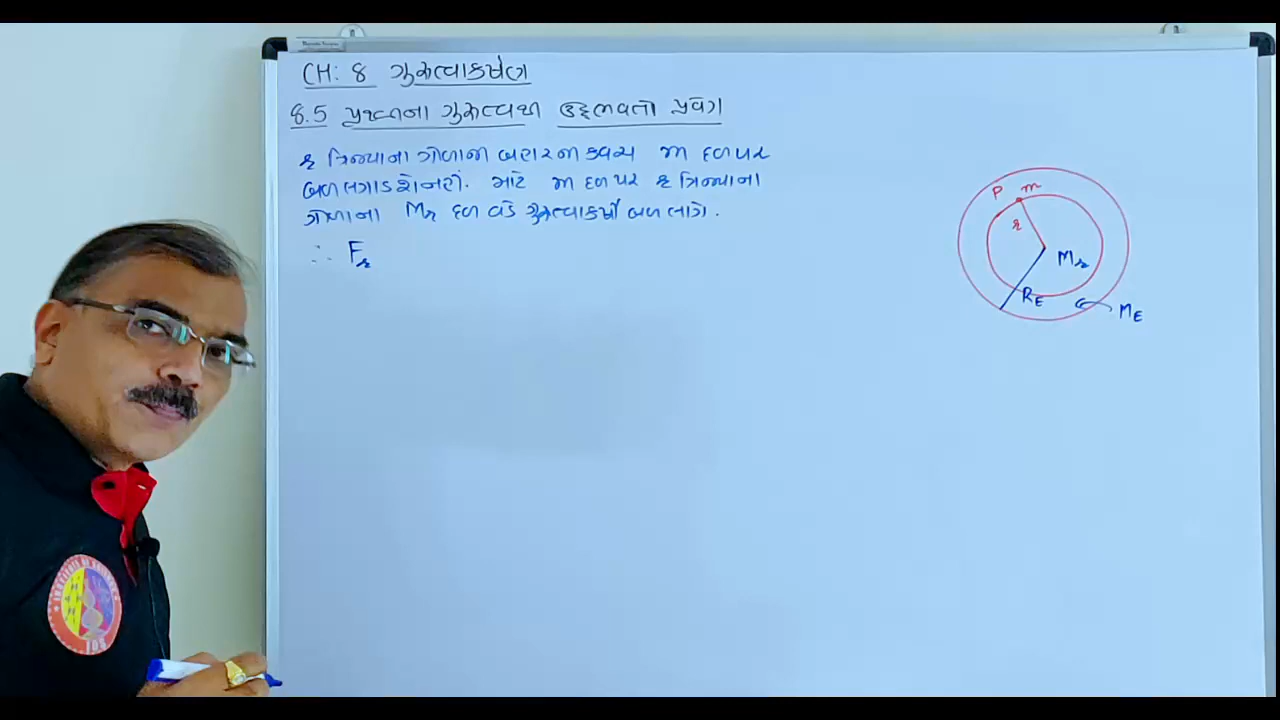 CH: 8 ગુરુત્વાકર્ષણ
8.5 પૃથ્વીના ગુરુત્વથી ઉદ્ભવતો પ્રવેગ
r ત્રિજ્યાના ગોળાની બહારના કવચ m દળ પર
બળ લગાડશે નહીં. માટે m દળ પર r ત્રિજ્યાના
ગોળાના Mr દળ વડે ગુરુત્વાકર્ષી બળ લાગે.
∴ Fr
P m
r
Mr
RE
ME